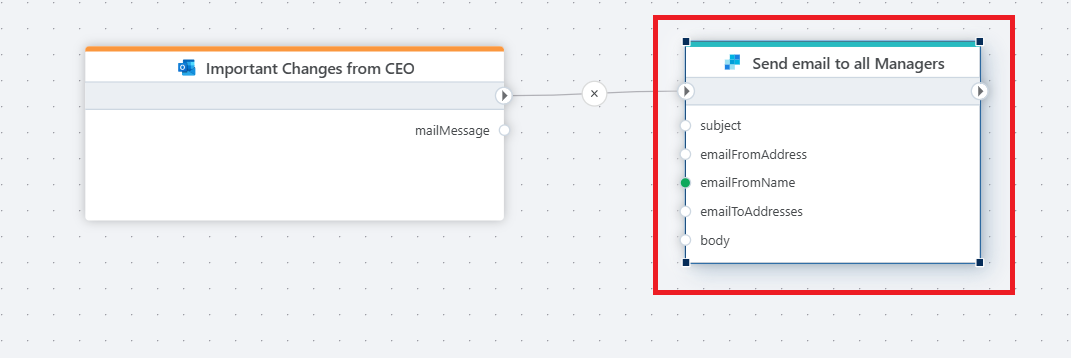 Important Changes from CEO
mailMessage
Send email to all Managers
subject
emailFromAddress
emailFromName
emailToAddresses
body